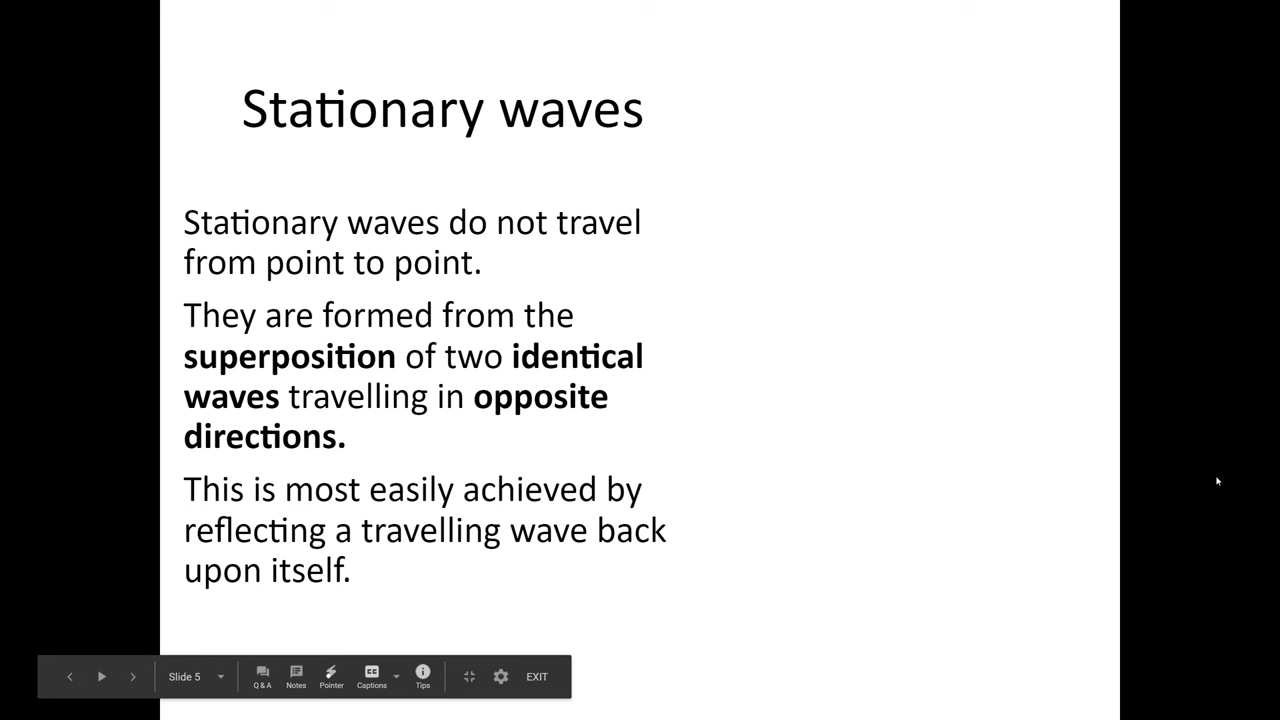 Stationary waves
Stationary waves do not travel
from point to point.
They are formed from the
superposition of two identical
waves travelling in opposite
directions.
This is most easily achieved by
reflecting a travelling wave back
upon itself.
Slide 5
Q & A
Notes
Pointer
CC
Captions
Tips
EXIT